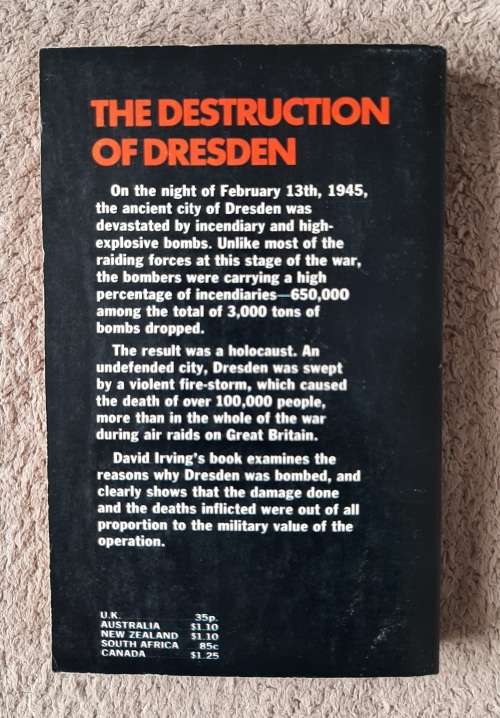 THE DESTRUCTION
OF DRESDEN
On the night of February 13th, 1945,
the ancient city of Dresden was
devastated by incendiary and high-
explosive bombs. Unlike most of the
raiding forces at this stage of the war,
the bombers were carrying a high
percentage of incendiaries—650,000
among the total of 3,000 tons of
bombs dropped.
The result was a holocaust. An
undefended city, Dresden was swept
by a violent fire-storm, which caused
the death of over 100,000 people,
more than in the whole of the war
during air raids on Great Britain.
David Irving's book examines the
reasons why Dresden was bombed, and
clearly shows that the damage done
and the deaths inflicted were out of all
proportion to the military value of the
operation.
U.K. 35p.
AUSTRALIA $1.10
NEW ZEALAND $1.10
SOUTH AFRICA 85c
CANADA $1.25